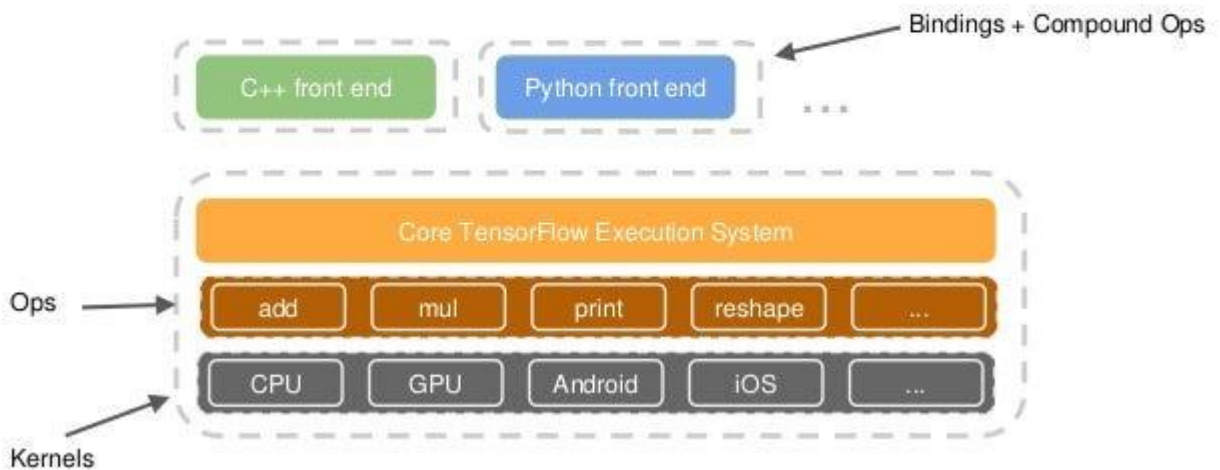 Bindings + Compound Ops
C++ front end
Python front end
...
Core TensorFlow Execution System
Ops
add
mul
print
reshape
...
CPU
GPU
Android
iOS
...
Kernels